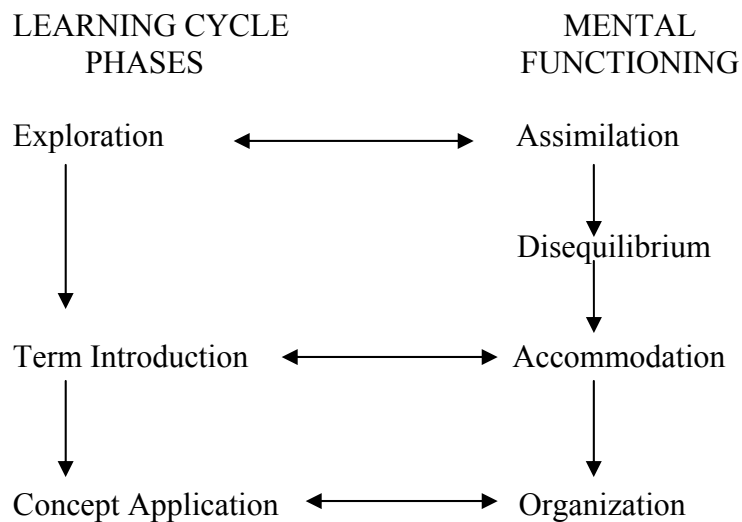 LEARNING CYCLE
PHASES
MENTAL
FUNCTIONING
Exploration
Assimilation
Disequilibrium
Term Introduction
Accommodation
Concept Application
Organization